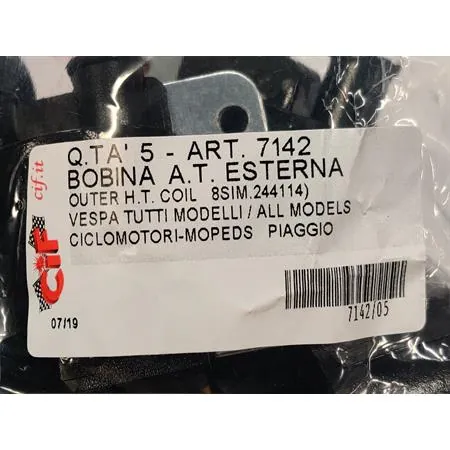 Q.TA' 5 - ART. 7142
BOBINA A.T. ESTERNA
OUTER H.T. COIL 8SIM.244114)
VESPA TUTTI MODELLI / ALL MODELS
CICLOMOTORI-MOPEDS PIAGGIO
cif.it
CiF
07/19
7142/05